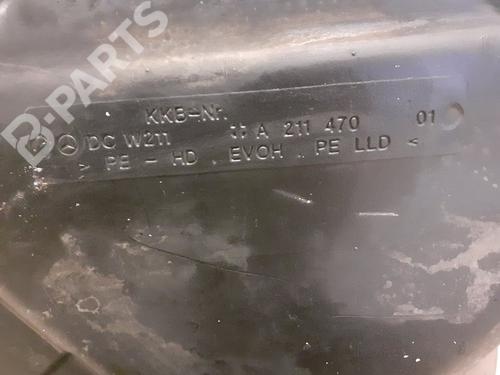 B-PARTS
KKB-Nr.
DC W211 A 211 470 01
> PE - HD EVOH PE LLD <